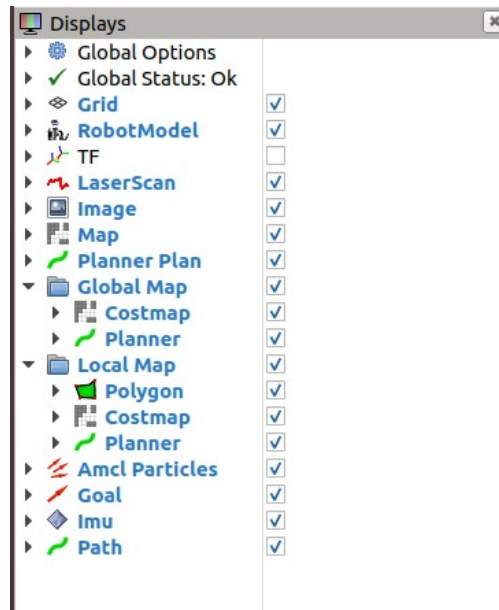 Displays
Global Options
Global Status: Ok
Grid
RobotModel
TF
LaserScan
Image
Map
Planner Plan
Global Map
Costmap
Planner
Local Map
Polygon
Costmap
Planner
Amcl Particles
Goal
Imu
Path